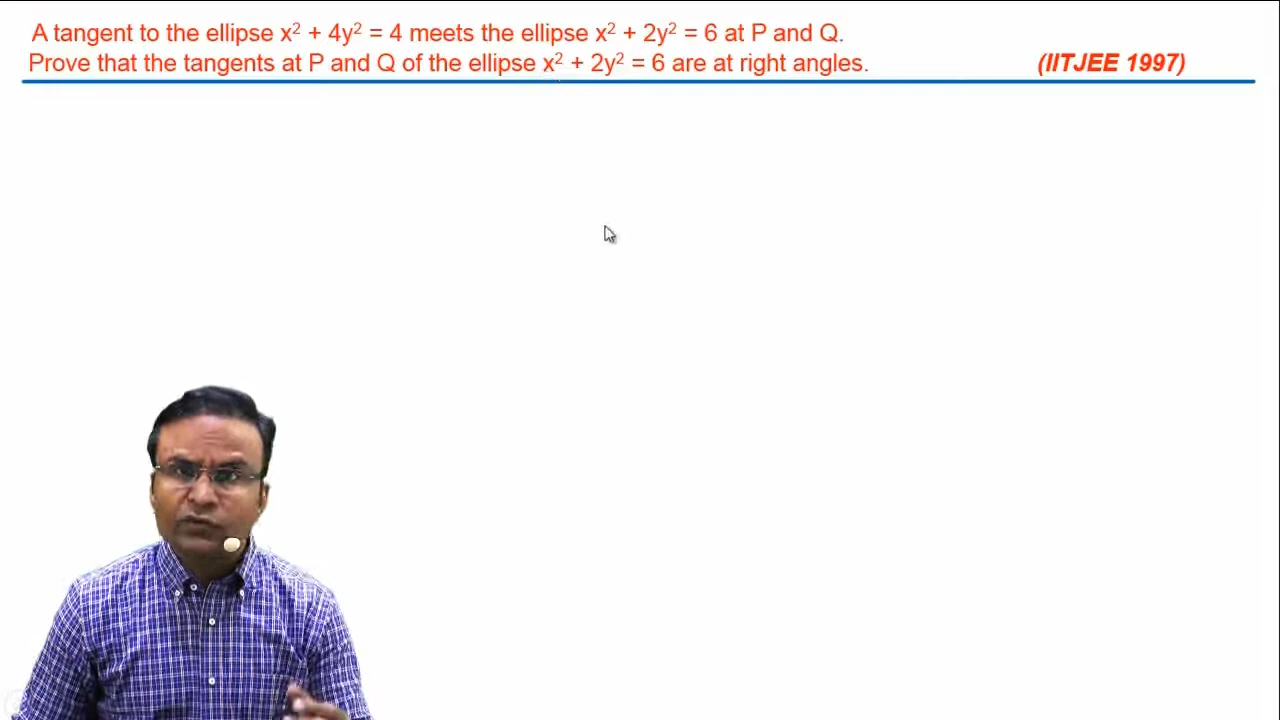 A tangent to the ellipse x² + 4y² = 4 meets the ellipse x² + 2y² = 6 at P and Q.
Prove that the tangents at P and Q of the ellipse x² + 2y² = 6 are at right angles. (IITJEE 1997)